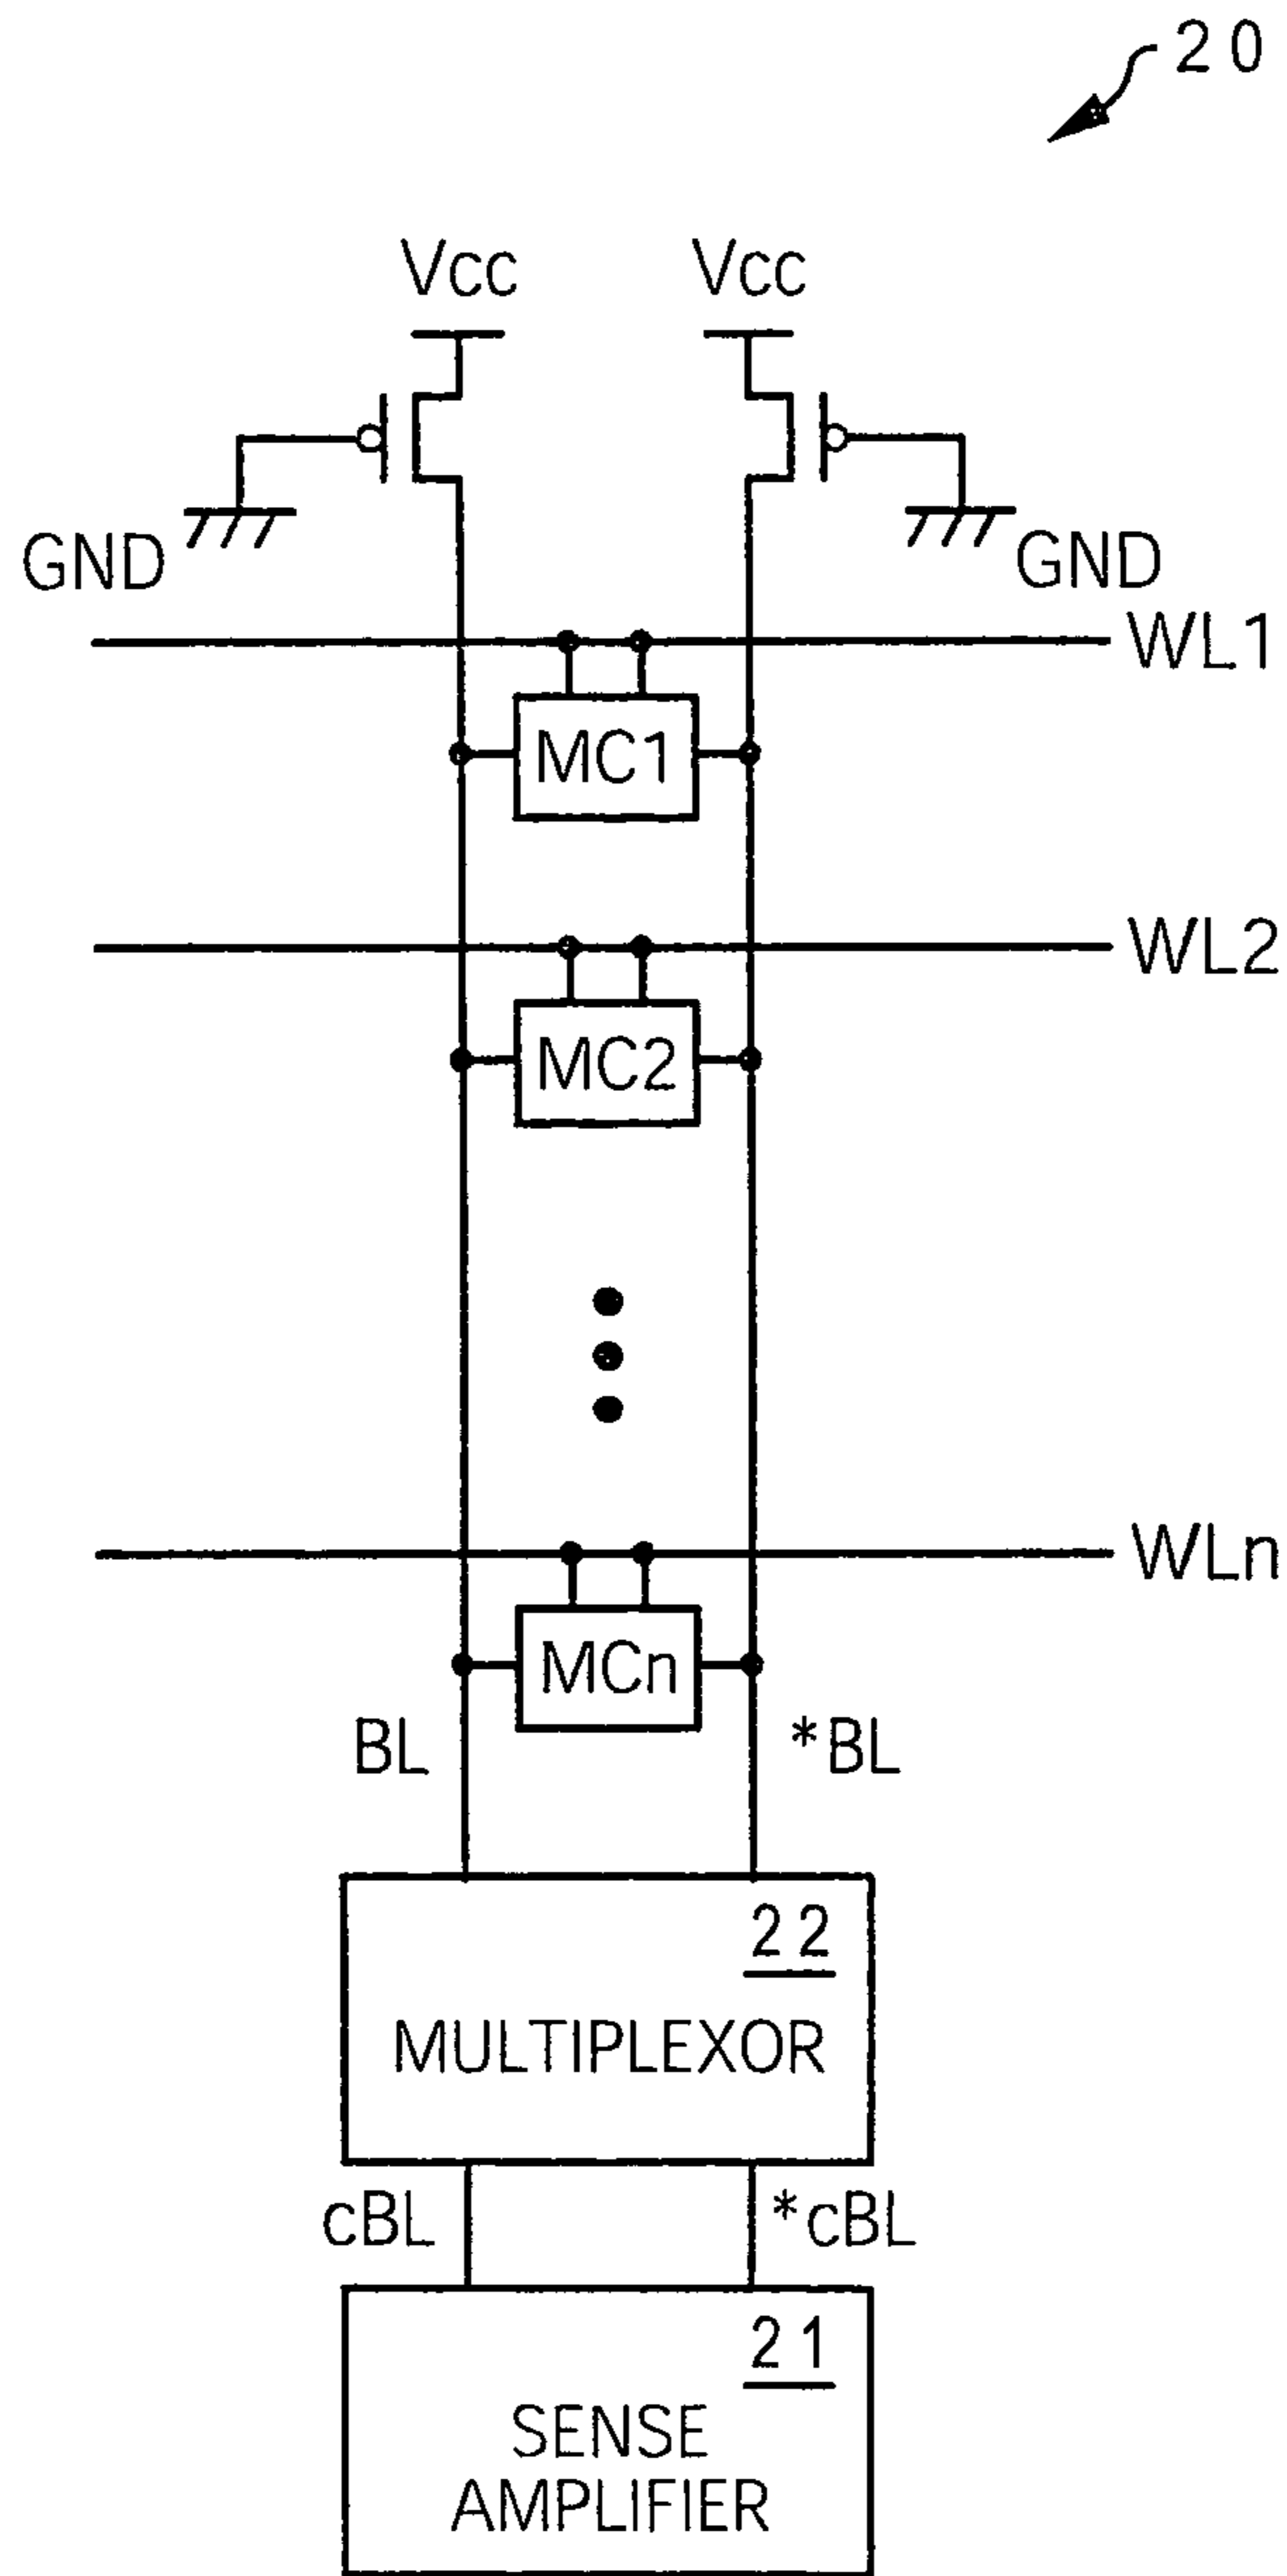 20
Vcc Vcc
GND GND
WL1
MC1
WL2
MC2
WLn
MCn
BL *BL
22
MULTIPLEXOR
cBL *cBL
21
SENSE
AMPLIFIER